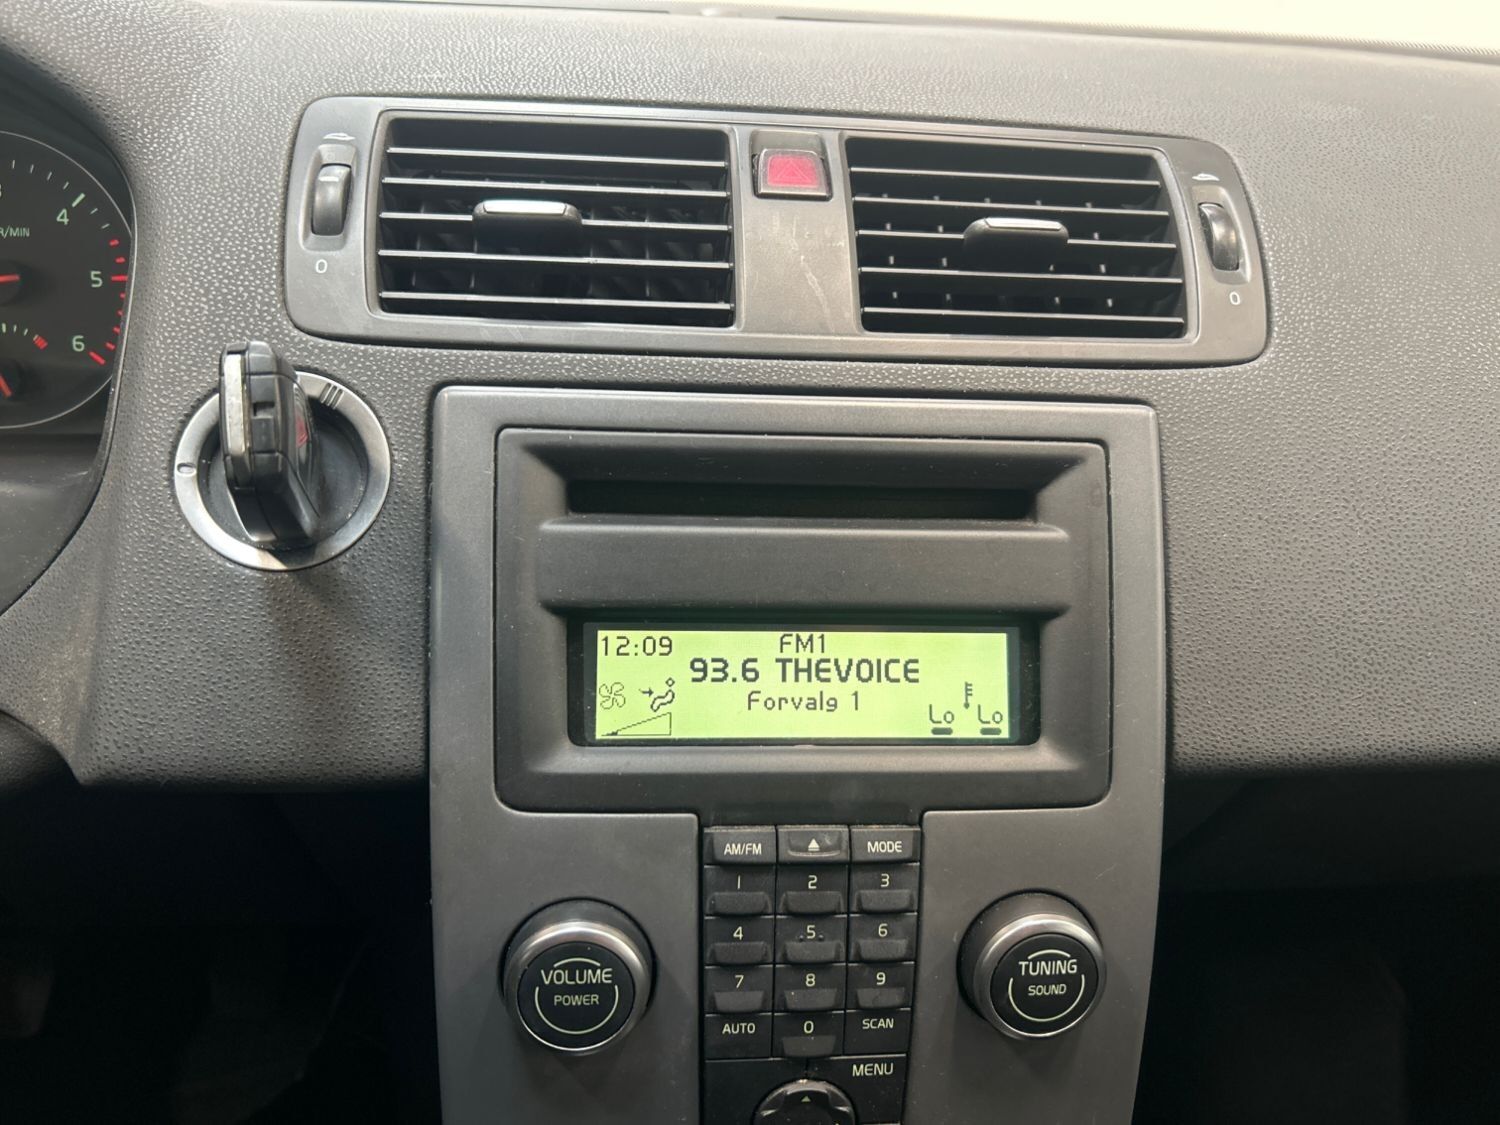 4
R/MIN
5
6
0
0
0
12:09
FM1
93.6 THEVOICE
Forvalg 1
Lo Lo
AM/FM
MODE
1 2 3
4 5 6
7 8 9
AUTO 0 SCAN
MENU
VOLUME
POWER
TUNING
SOUND